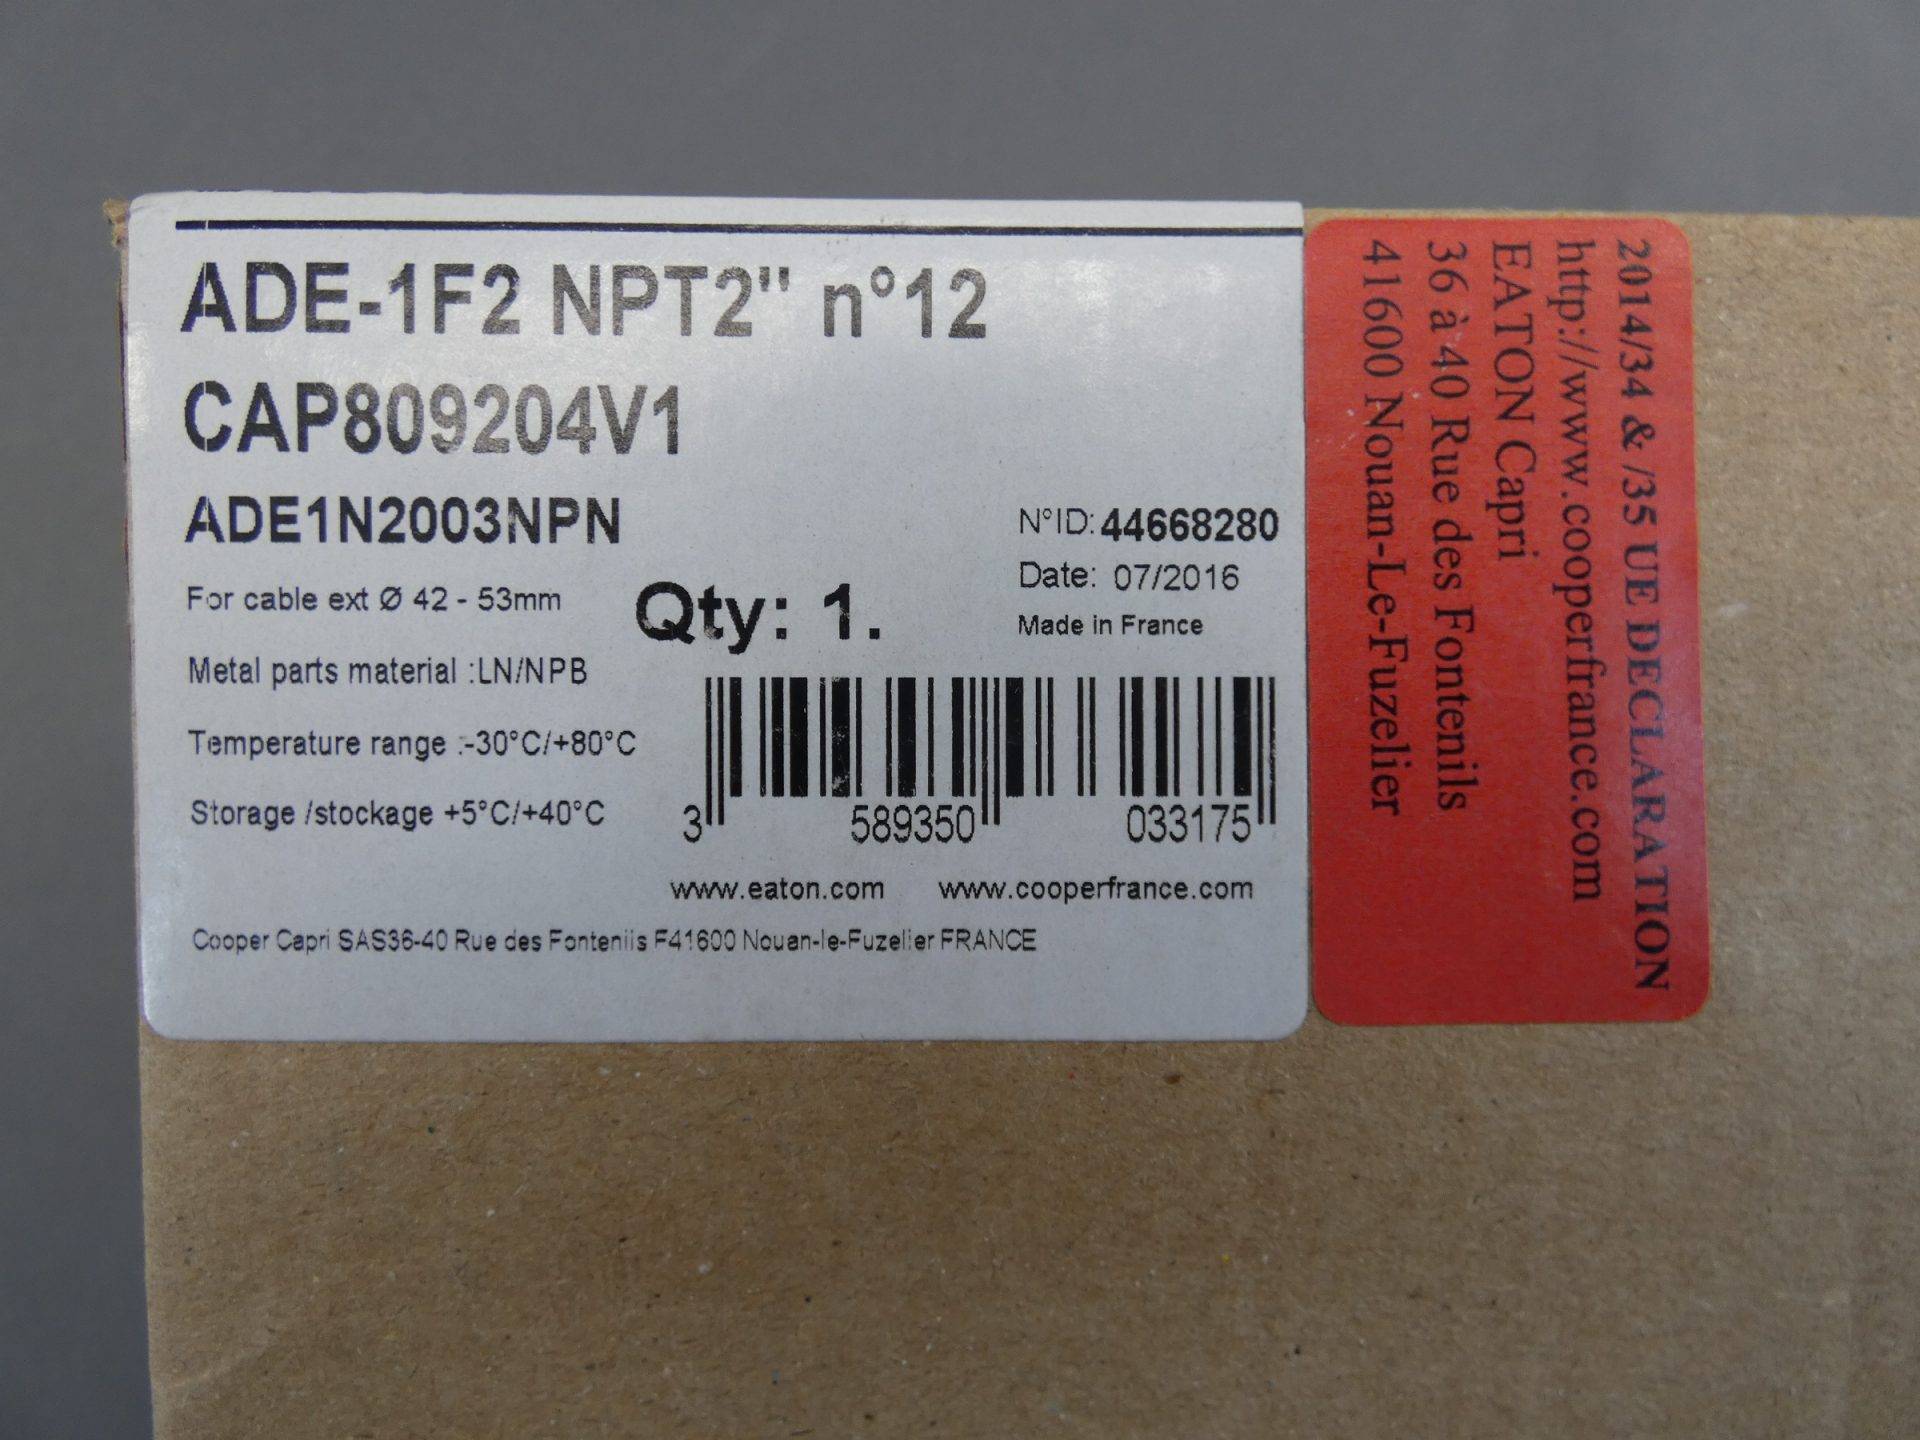 ADE-1F2 NPT2" n°12
CAP809204V1
ADE1N2003NPN
N°ID: 44668280
For cable ext Ø 42 - 53mm
Qty: 1.
Date: 07/2016
Made in France
Metal parts material :LN/NPB
Temperature range :-30°C/+80°C
Storage /stockage +5°C/+40°C
3 589350 033175
www.eaton.com www.cooperfrance.com
Cooper Capri SAS36-40 Rue des Fontenils F41600 Nouan-le-Fuzelier FRANCE
2014/34 & /35 UE DECLARATION
http://www.cooperfrance.com
EATON Capri
36 à 40 Rue des Fontenils
41600 Nouan-Le-Fuzelier